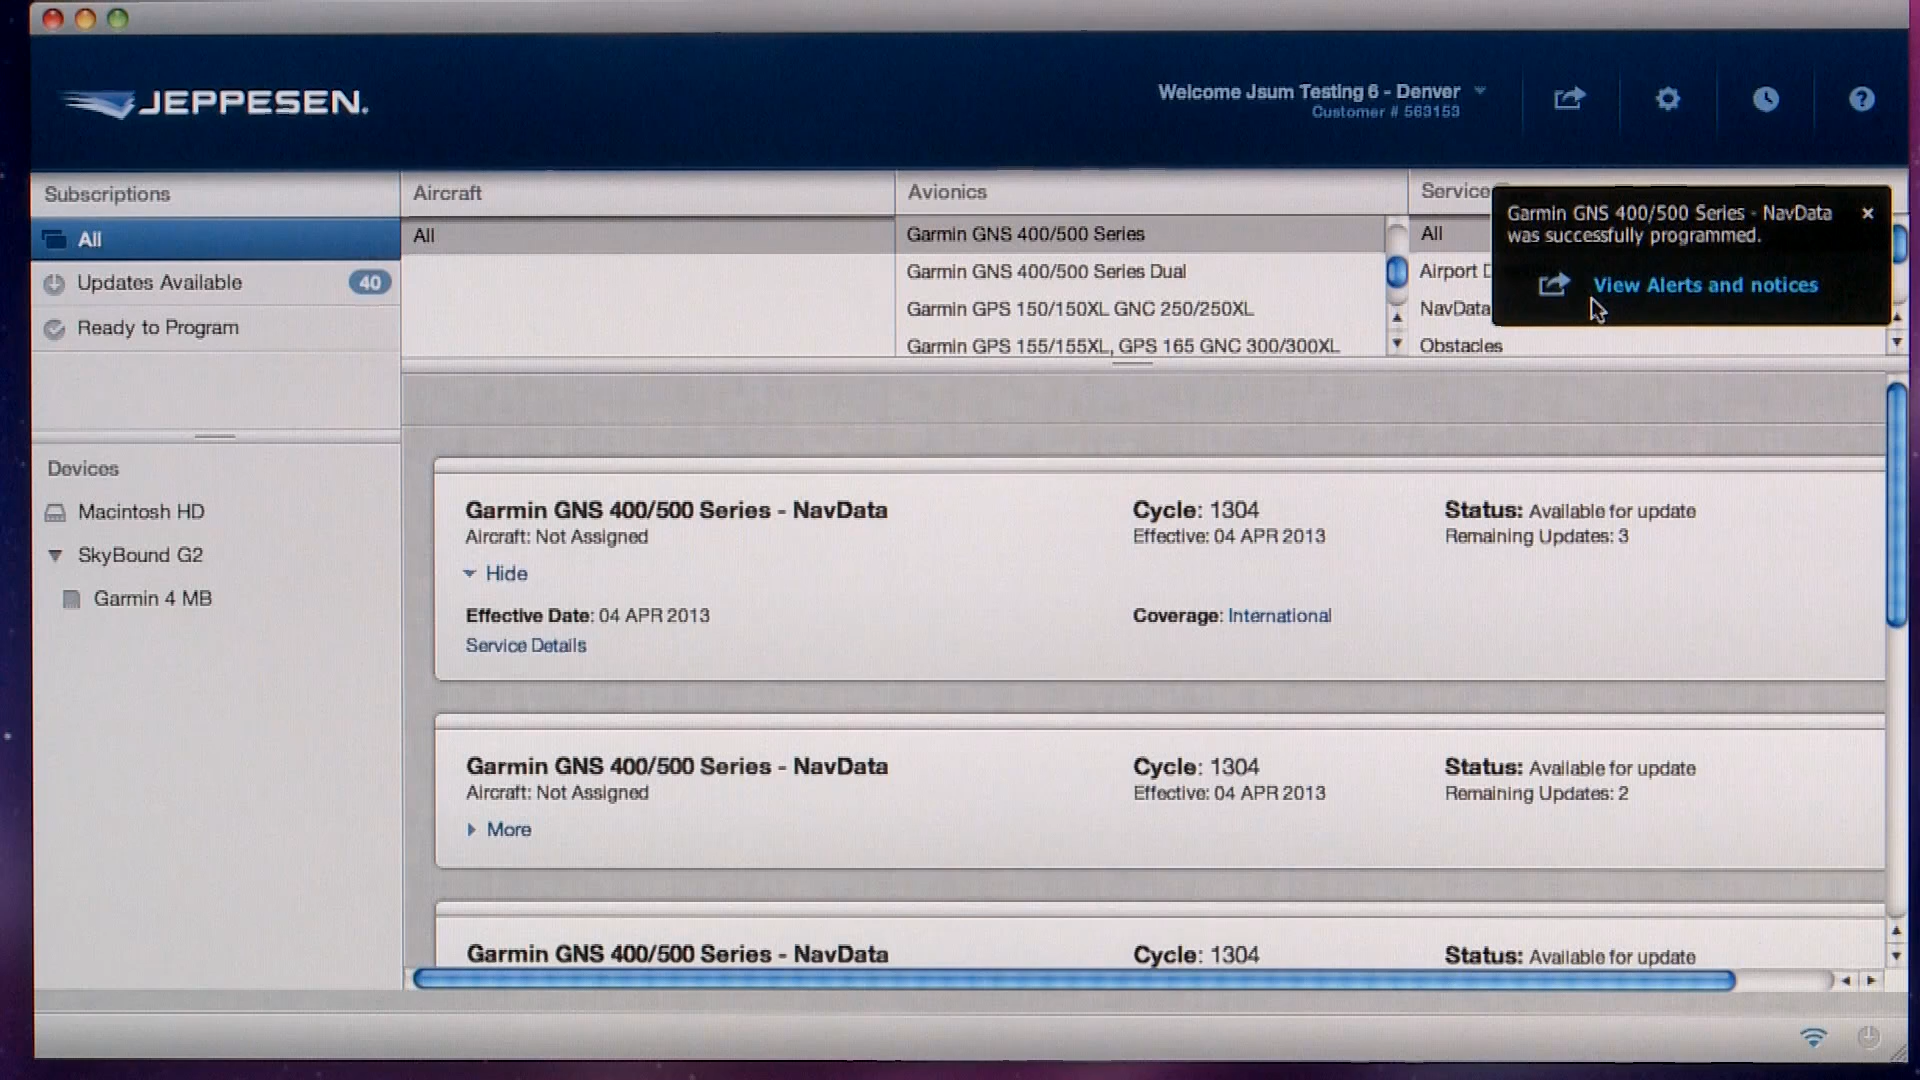 JEPPESEN.
Welcome Jsum Testing 6 - Denver
Customer # 563153
?
Subscriptions
All
Updates Available
40
Ready to Program
Aircraft
All
Avionics
Garmin GNS 400/500 Series
Garmin GNS 400/500 Series Dual
Garmin GPS 150/150XL GNC 250/250XL
Garmin GPS 155/155XL, GPS 165 GNC 300/300XL
Service
All
Airport
NavData
Obstacles
Garmin GNS 400/500 Series - NavData
was successfully programmed.
View Alerts and notices
Devices
Macintosh HD
SkyBound G2
Garmin 4 MB
Garmin GNS 400/500 Series - NavData
Aircraft: Not Assigned
Hide
Effective Date: 04 APR 2013
Service Details
Cycle: 1304
Effective: 04 APR 2013
Coverage: International
Status: Available for update
Remaining Updates: 3
Garmin GNS 400/500 Series - NavData
Aircraft: Not Assigned
More
Cycle: 1304
Effective: 04 APR 2013
Status: Available for update
Remaining Updates: 2
Garmin GNS 400/500 Series - NavData
Cycle: 1304
Status: Available for update